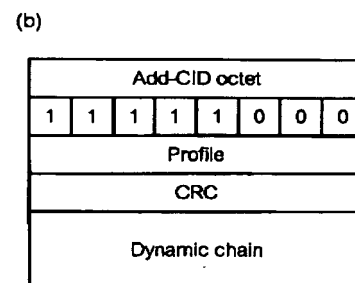 (b)
Add-CID octet
1 1 1 1 1 0 0 0
Profile
CRC
Dynamic chain